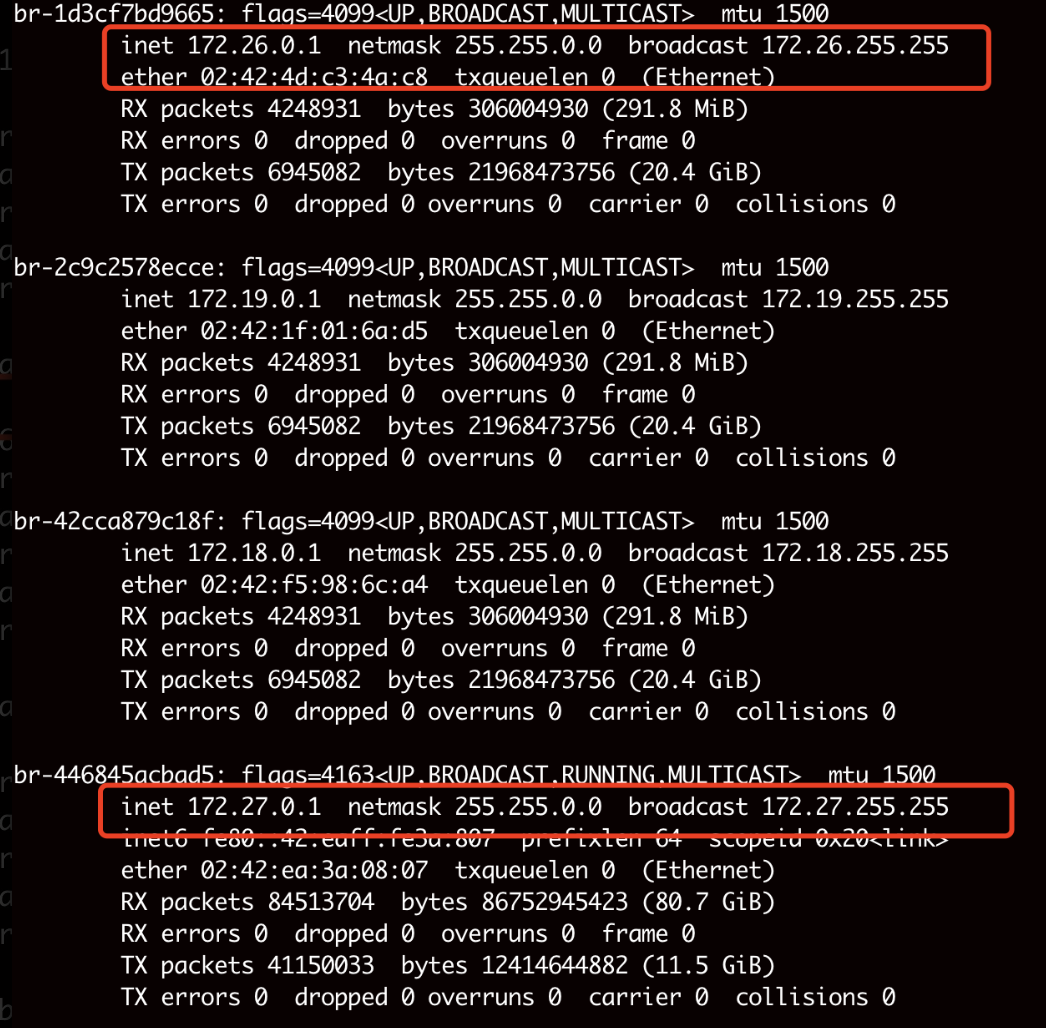 br-1d3cf7bd9665: flags=4099<UP,BROADCAST,MULTICAST>  mtu 1500
        inet 172.26.0.1  netmask 255.255.0.0  broadcast 172.26.255.255
        ether 02:42:4d:c3:4a:c8  txqueuelen 0  (Ethernet)
        RX packets 4248931  bytes 306004930 (291.8 MiB)
        RX errors 0  dropped 0  overruns 0  frame 0
        TX packets 6945082  bytes 21968473756 (20.4 GiB)
        TX errors 0  dropped 0 overruns 0  carrier 0  collisions 0

br-2c9c2578ecce: flags=4099<UP,BROADCAST,MULTICAST>  mtu 1500
        inet 172.19.0.1  netmask 255.255.0.0  broadcast 172.19.255.255
        ether 02:42:1f:01:6a:d5  txqueuelen 0  (Ethernet)
        RX packets 4248931  bytes 306004930 (291.8 MiB)
        RX errors 0  dropped 0  overruns 0  frame 0
        TX packets 6945082  bytes 21968473756 (20.4 GiB)
        TX errors 0  dropped 0 overruns 0  carrier 0  collisions 0

br-42cca879c18f: flags=4099<UP,BROADCAST,MULTICAST>  mtu 1500
        inet 172.18.0.1  netmask 255.255.0.0  broadcast 172.18.255.255
        ether 02:42:f5:98:6c:a4  txqueuelen 0  (Ethernet)
        RX packets 4248931  bytes 306004930 (291.8 MiB)
        RX errors 0  dropped 0  overruns 0  frame 0
        TX packets 6945082  bytes 21968473756 (20.4 GiB)
        TX errors 0  dropped 0 overruns 0  carrier 0  collisions 0

br-446845acbad5: flags=4163<UP,BROADCAST,RUNNING,MULTICAST>  mtu 1500
        inet 172.27.0.1  netmask 255.255.0.0  broadcast 172.27.255.255
        inet6 fe80::42:eaff:fe3a:807  prefixlen 64  scopeid 0x20<link>
        ether 02:42:ea:3a:08:07  txqueuelen 0  (Ethernet)
        RX packets 84513704  bytes 86752945423 (80.7 GiB)
        RX errors 0  dropped 0  overruns 0  frame 0
        TX packets 41150033  bytes 12414644882 (11.5 GiB)
        TX errors 0  dropped 0 overruns 0  carrier 0  collisions 0